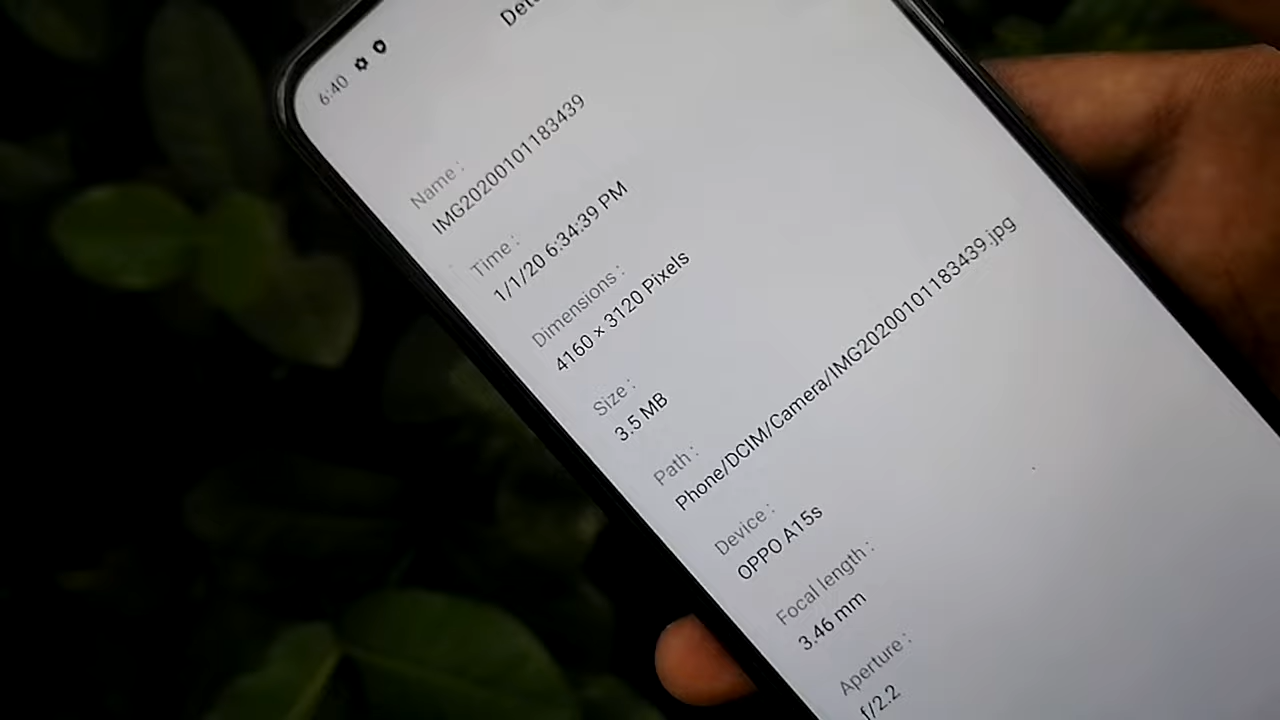 6:40
Name :
IMG20200101183439
Time :
1/1/20 6:34:39 PM
Dimensions :
4160 × 3120 Pixels
Size :
3.5 MB
Path :
Phone/DCIM/Camera/IMG20200101183439.jpg
Device :
OPPO A15s
Focal length :
3.46 mm
Aperture :
f/2.2